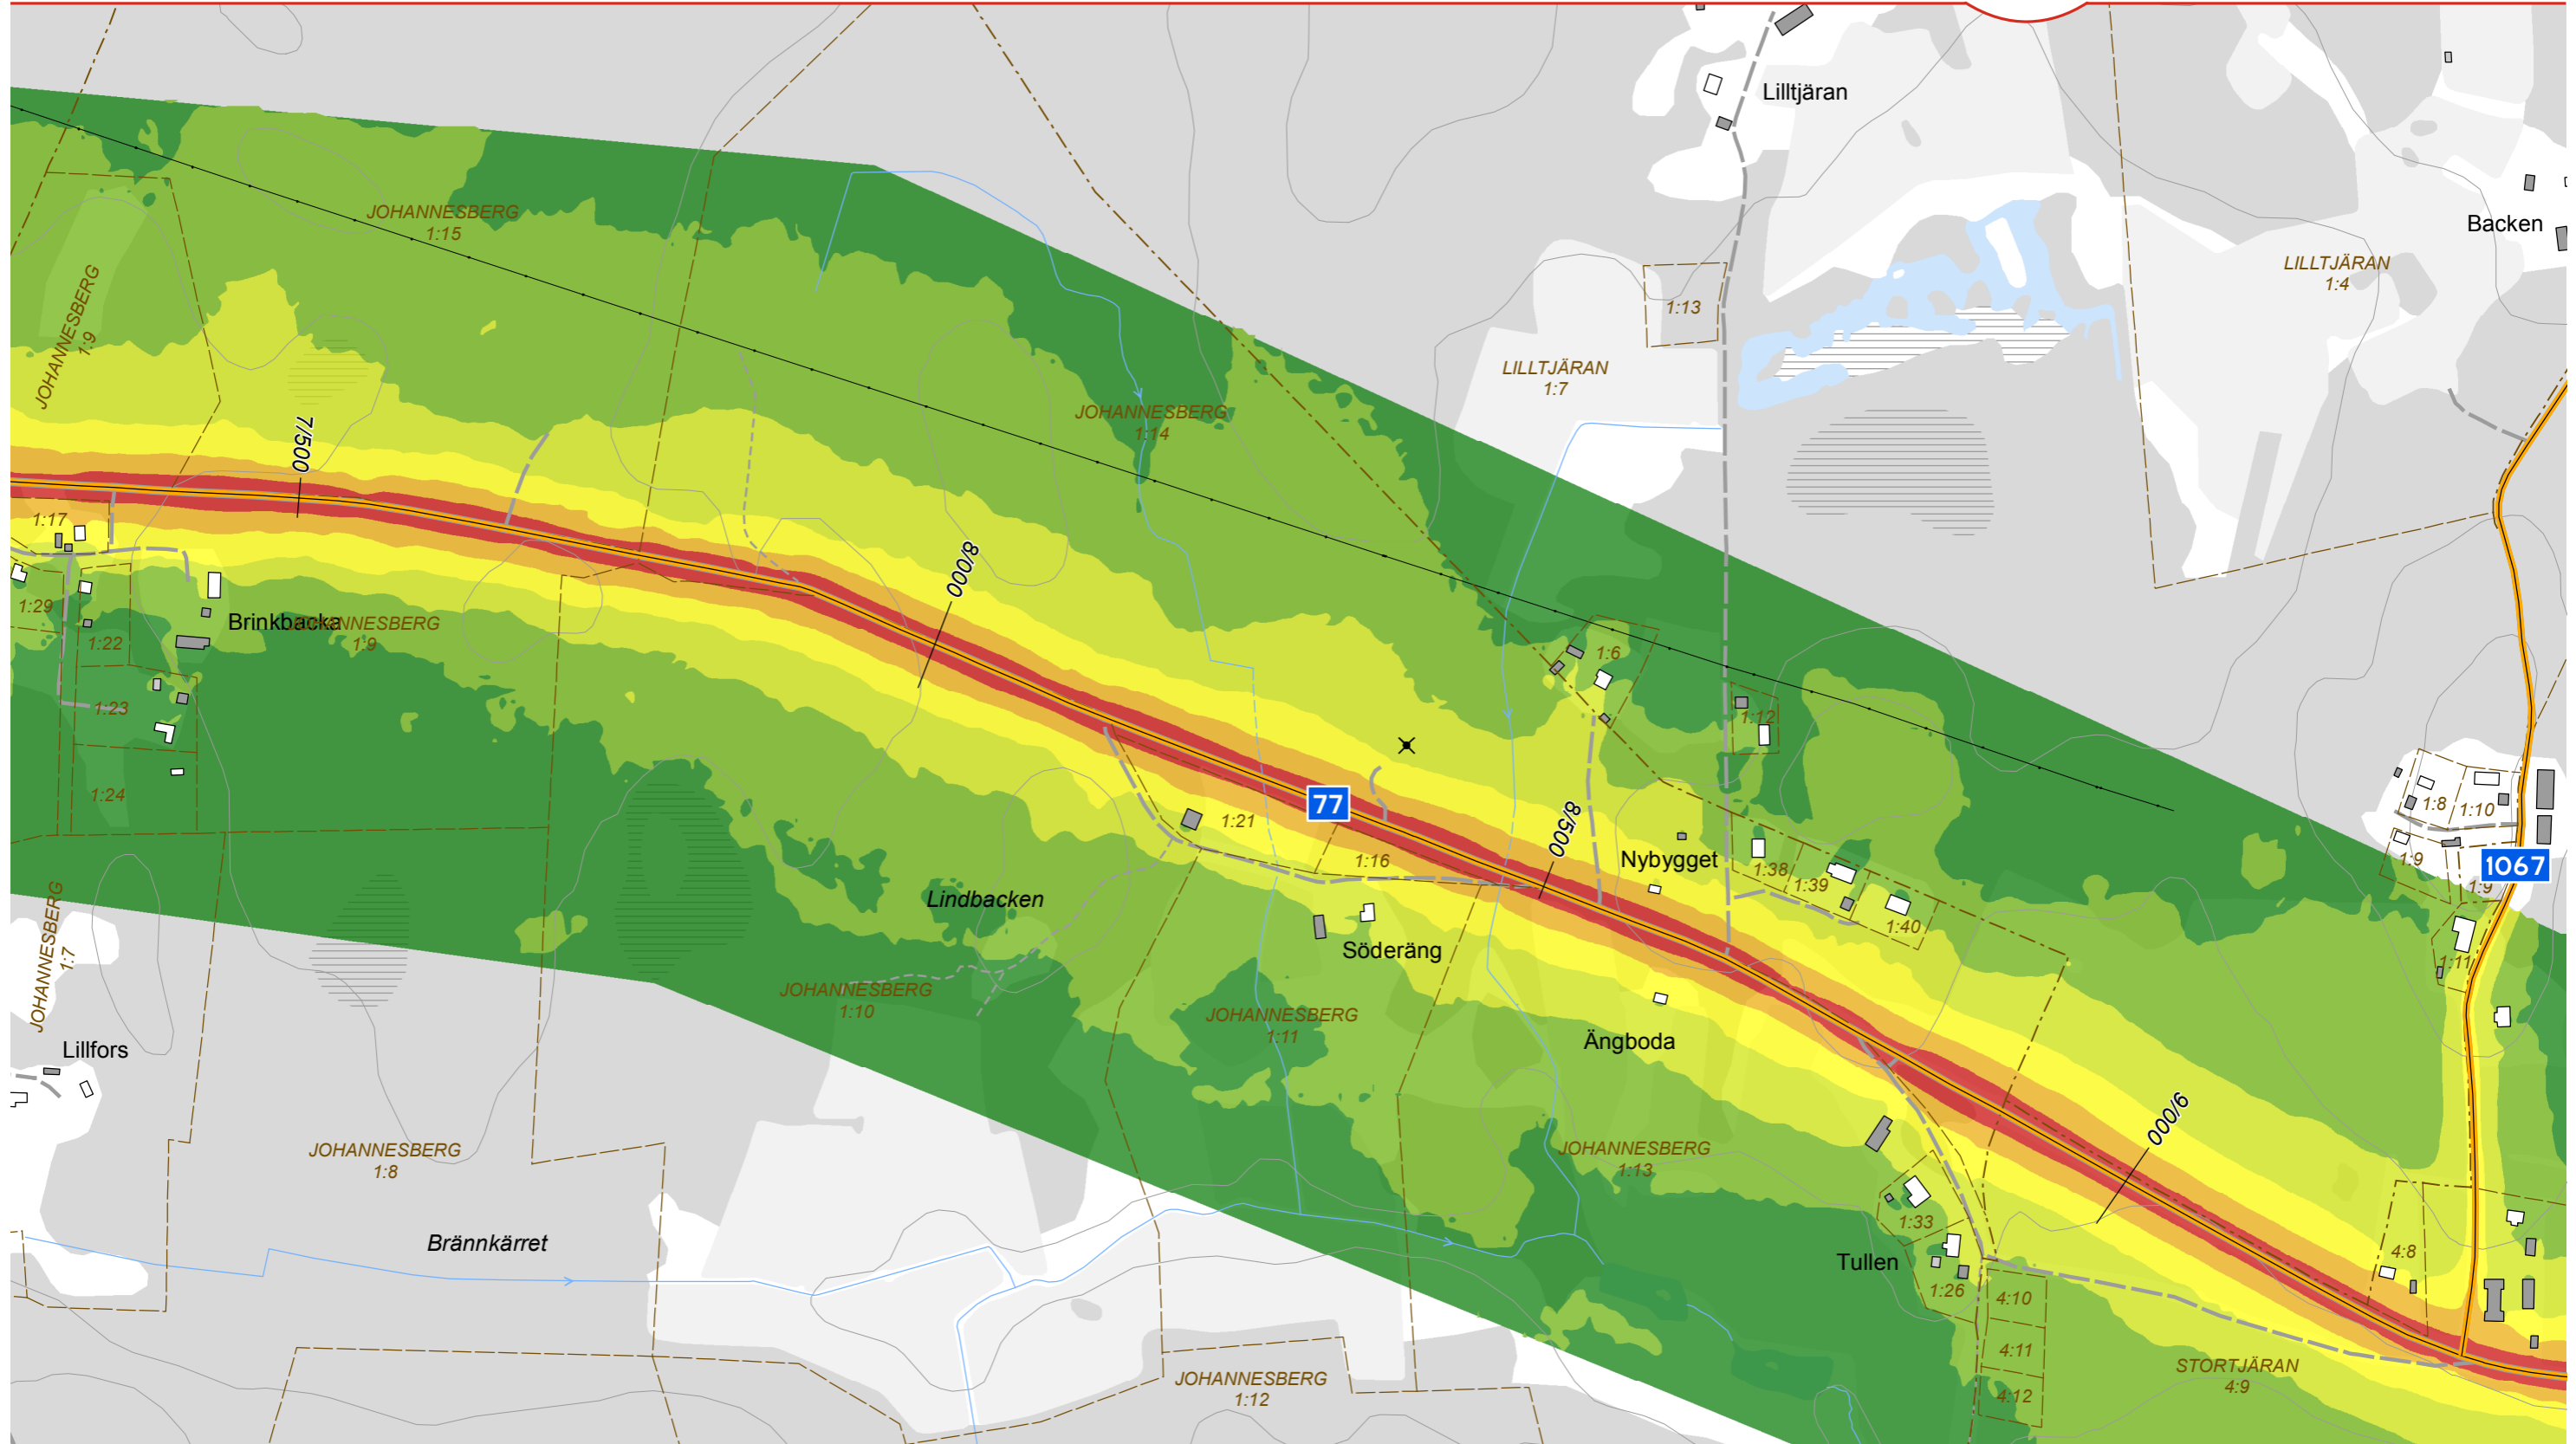 Lilltjäran
JOHANNESBERG
1:15
Backen
LILLTJÄRAN
1:4
JOHANNESBERG
1:9
1:13
LILLTJÄRAN
1:7
JOHANNESBERG
1:14
7/500
1:17
8/000
1:29
Brinkbacka
JOHANNESBERG
1:9
1:22
1:6
1:23
1:12
1:24
77
1:21
8/500
1:16
Nybygget
1:38
1:39
1:40
1:8
1:10
1:9
1067
1:9
1:11
Lindbacken
JOHANNESBERG
1:7
Söderäng
JOHANNESBERG
1:10
JOHANNESBERG
1:11
Ängboda
Lillfors
9/000
JOHANNESBERG
1:8
JOHANNESBERG
1:13
1:33
Brännkärret
Tullen
1:26
4:8
4:10
4:11
4:12
JOHANNESBERG
1:12
STORTJÄRAN
4:9